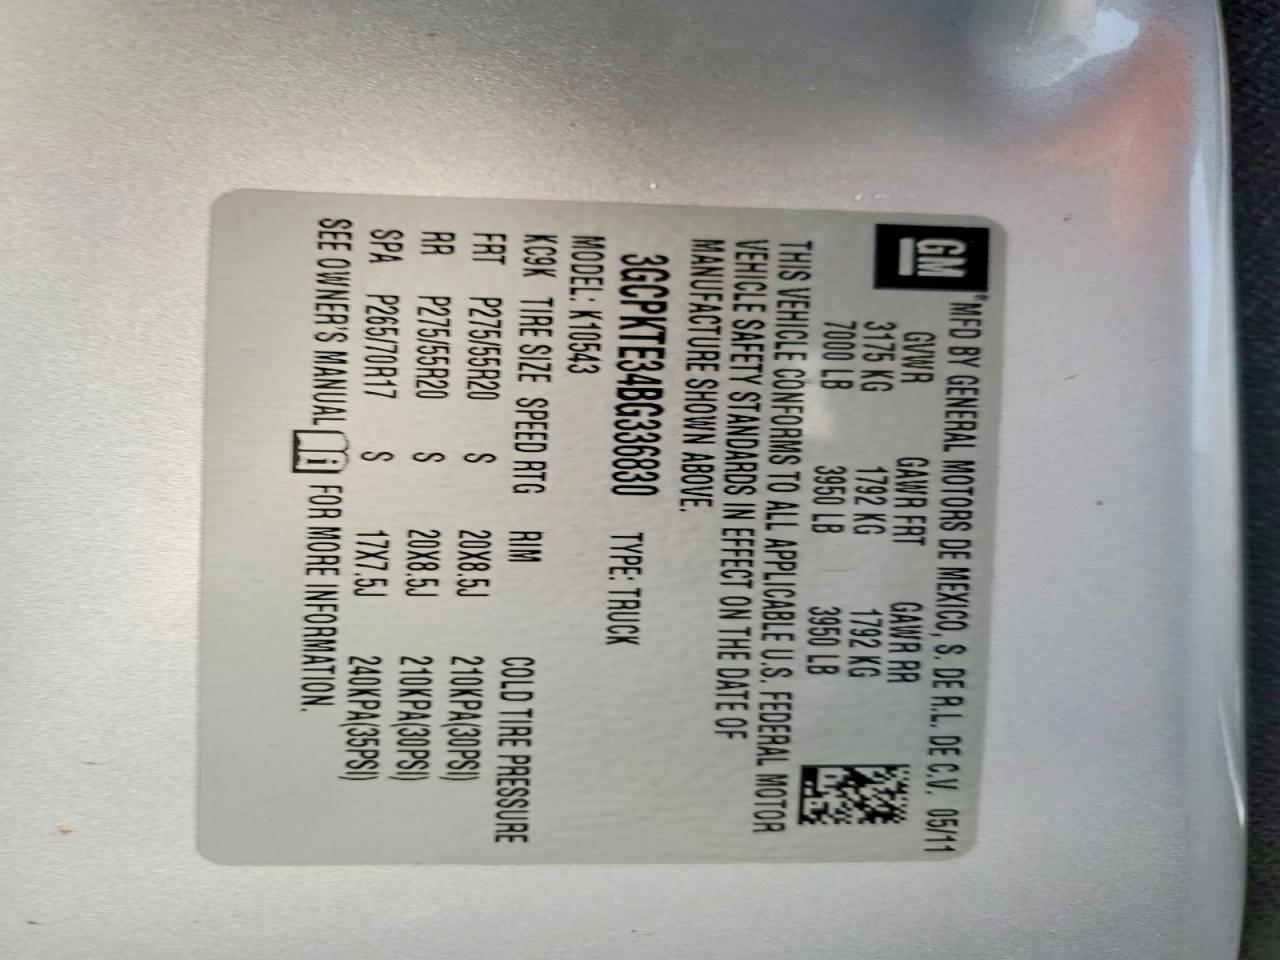 GM
®MFD BY GENERAL MOTORS DE MEXICO, S. DE R.L. DE C.V. 05/11
GVWR GAWR FRT GAWR RR
3175 KG 1792 KG 1792 KG
7000 LB 3950 LB 3950 LB
THIS VEHICLE CONFORMS TO ALL APPLICABLE U.S. FEDERAL MOTOR
VEHICLE SAFETY STANDARDS IN EFFECT ON THE DATE OF
MANUFACTURE SHOWN ABOVE.
3GCPKTE34BG336830 TYPE: TRUCK
MODEL: K10543
KC9K TIRE SIZE SPEED RTG RIM COLD TIRE PRESSURE
FRT P275/55R20 S 20X8.5J 210KPA(30PSI)
RR P275/55R20 S 20X8.5J 210KPA(30PSI)
SPA P265/70R17 S 17X7.5J 240KPA(35PSI)
SEE OWNER'S MANUAL i FOR MORE INFORMATION.